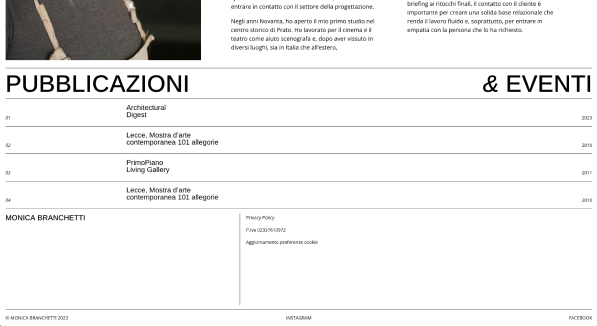 entrare in contatto con il settore della progettazione.
Negli anni Novanta, ho aperto il mio primo studio nel
centro storico di Prato. Ho lavorato per il cinema e il
teatro come aiuto scenografa e, dopo aver vissuto in
diversi luoghi, sia in Italia che all'estero,
briefing ai ritocchi finali, il contatto con il cliente è
importante per creare una solida base relazionale che
renda il lavoro fluido e, soprattutto, per entrare in
empatia con la persona che lo ha richiesto.
PUBBLICAZIONI & EVENTI
Architectural
Digest
01 2023
Lecce, Mostra d'arte
contemporanea 101 allegorie
02 2010
PrimoPiano
Living Gallery
03 2011
Lecce, Mostra d'arte
contemporanea 101 allegorie
04 2010
MONICA BRANCHETTI
Privacy Policy
P.iva 02337610972
Aggiornamento preferenze cookie
© MONICA BRANCHETTI 2023 INSTAGRAM FACEBOOK